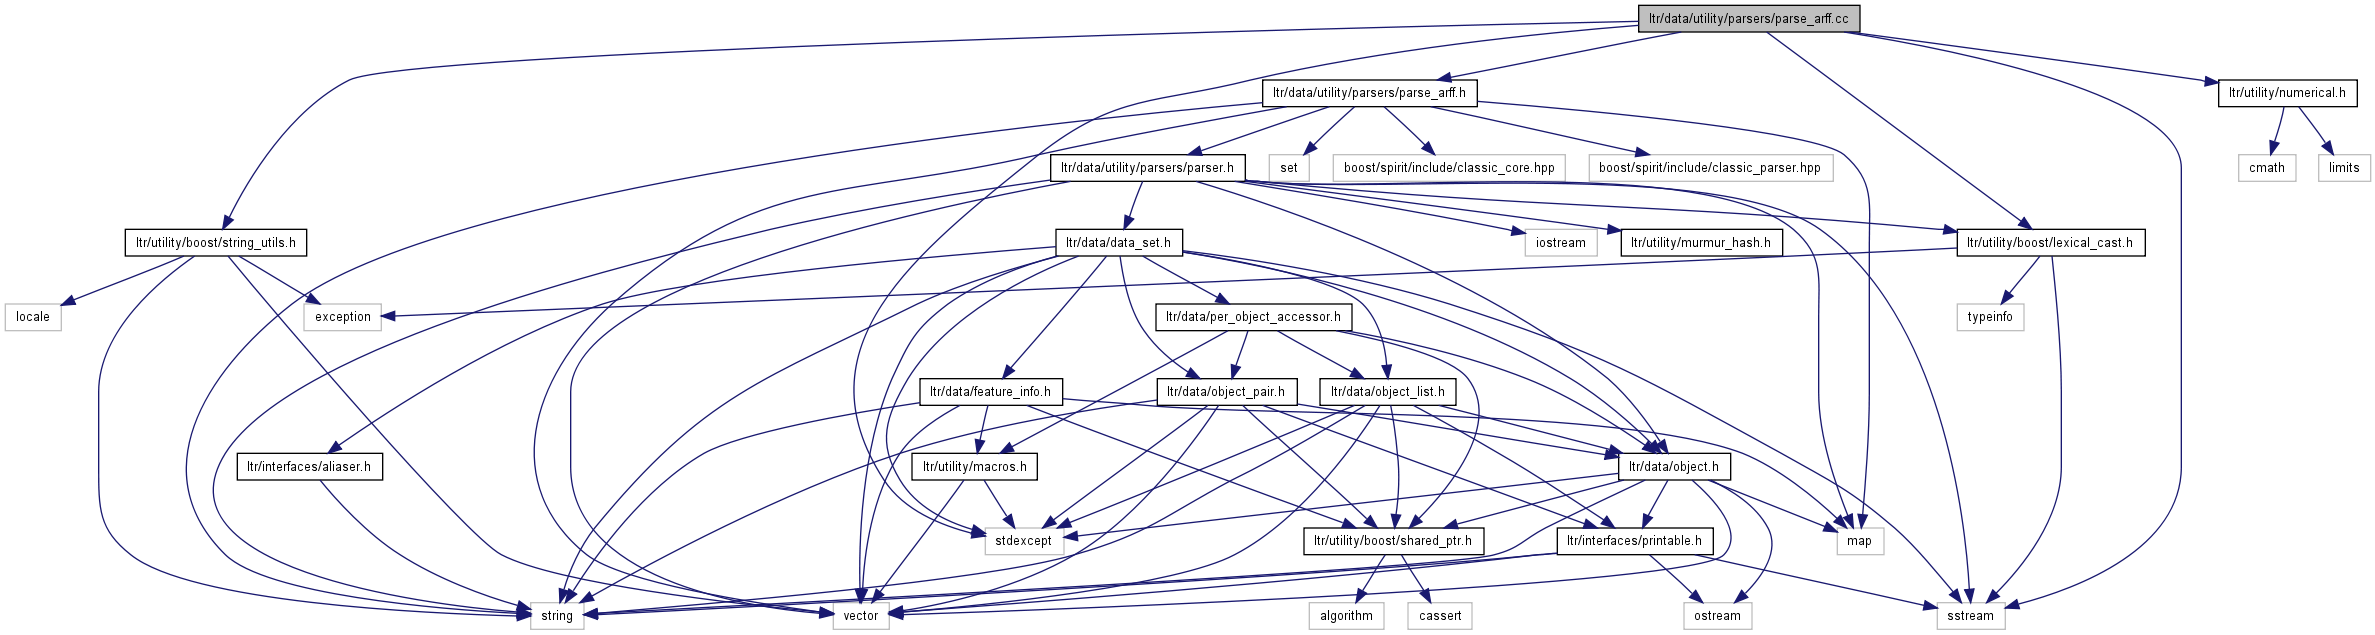 ltr/data/utility/parsers/parse_arff.cc
ltr/data/utility/parsers/parse_arff.h
ltr/utility/numerical.h
ltr/data/utility/parsers/parser.h
set
boost/spirit/include/classic_core.hpp
boost/spirit/include/classic_parser.hpp
cmath
limits
ltr/utility/boost/string_utils.h
ltr/data/data_set.h
iostream
ltr/utility/murmur_hash.h
ltr/utility/boost/lexical_cast.h
locale
exception
ltr/data/per_object_accessor.h
typeinfo
ltr/data/feature_info.h
ltr/data/object_pair.h
ltr/data/object_list.h
ltr/interfaces/aliaser.h
ltr/utility/macros.h
ltr/data/object.h
stdexcept
ltr/utility/boost/shared_ptr.h
ltr/interfaces/printable.h
map
string
vector
algorithm
cassert
ostream
sstream